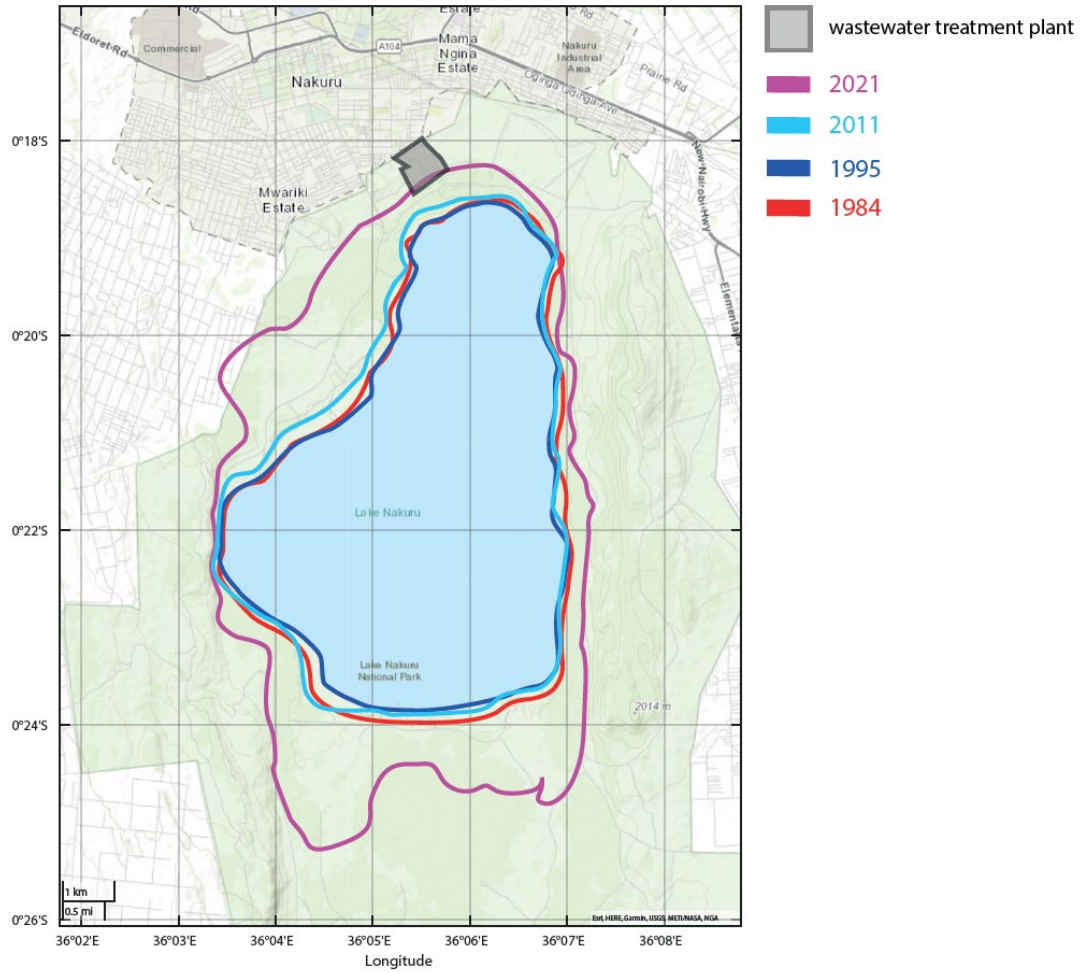 Eldoret Rd
Commercial
Estate
Mama
Ngina
Estate
A104
Nakuru
Industrial
Area
Nakuru
Prairie Rd
Oginga Odinga Ave
New Nairobi Hwy
Mwariki
Estate
Lake Nakuru
Lake Nakuru
National Park
2014 m
1 km
0.5 mi
Esri, HERE, Garmin, USGS, METI/NASA, NGA
0°18'S
0°20'S
0°22'S
0°24'S
0°26'S
36°02'E
36°03'E
36°04'E
36°05'E
36°06'E
36°07'E
36°08'E
Longitude
wastewater treatment plant
2021
2011
1995
1984